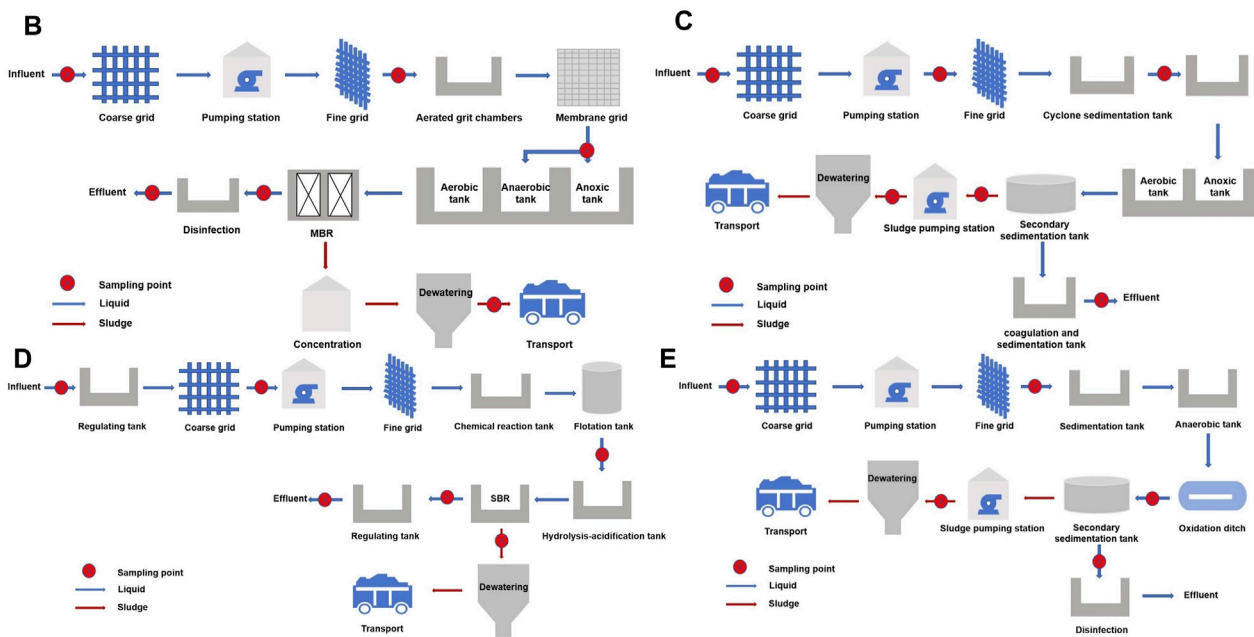 B
Influent
Coarse grid
Pumping station
Fine grid
Aerated grit chambers
Membrane grid
Effluent
Disinfection
MBR
Aerobic
tank
Anaerobic
tank
Anoxic
tank
Sampling point
Liquid
Sludge
Concentration
Dewatering
Transport
C
Influent
Coarse grid
Pumping station
Fine grid
Cyclone sedimentation tank
Transport
Dewatering
Sludge pumping station
Secondary
sedimentation tank
Aerobic
tank
Anoxic
tank
Sampling point
Liquid
Sludge
Effluent
coagulation and
sedimentation tank
D
Influent
Regulating tank
Coarse grid
Pumping station
Fine grid
Chemical reaction tank
Flotation tank
Effluent
Regulating tank
SBR
Hydrolysis-acidification tank
Sampling point
Liquid
Sludge
Transport
Dewatering
E
Influent
Coarse grid
Pumping station
Fine grid
Sedimentation tank
Anaerobic tank
Transport
Dewatering
Sludge pumping station
Secondary
sedimentation tank
Oxidation ditch
Sampling point
Liquid
Sludge
Effluent
Disinfection